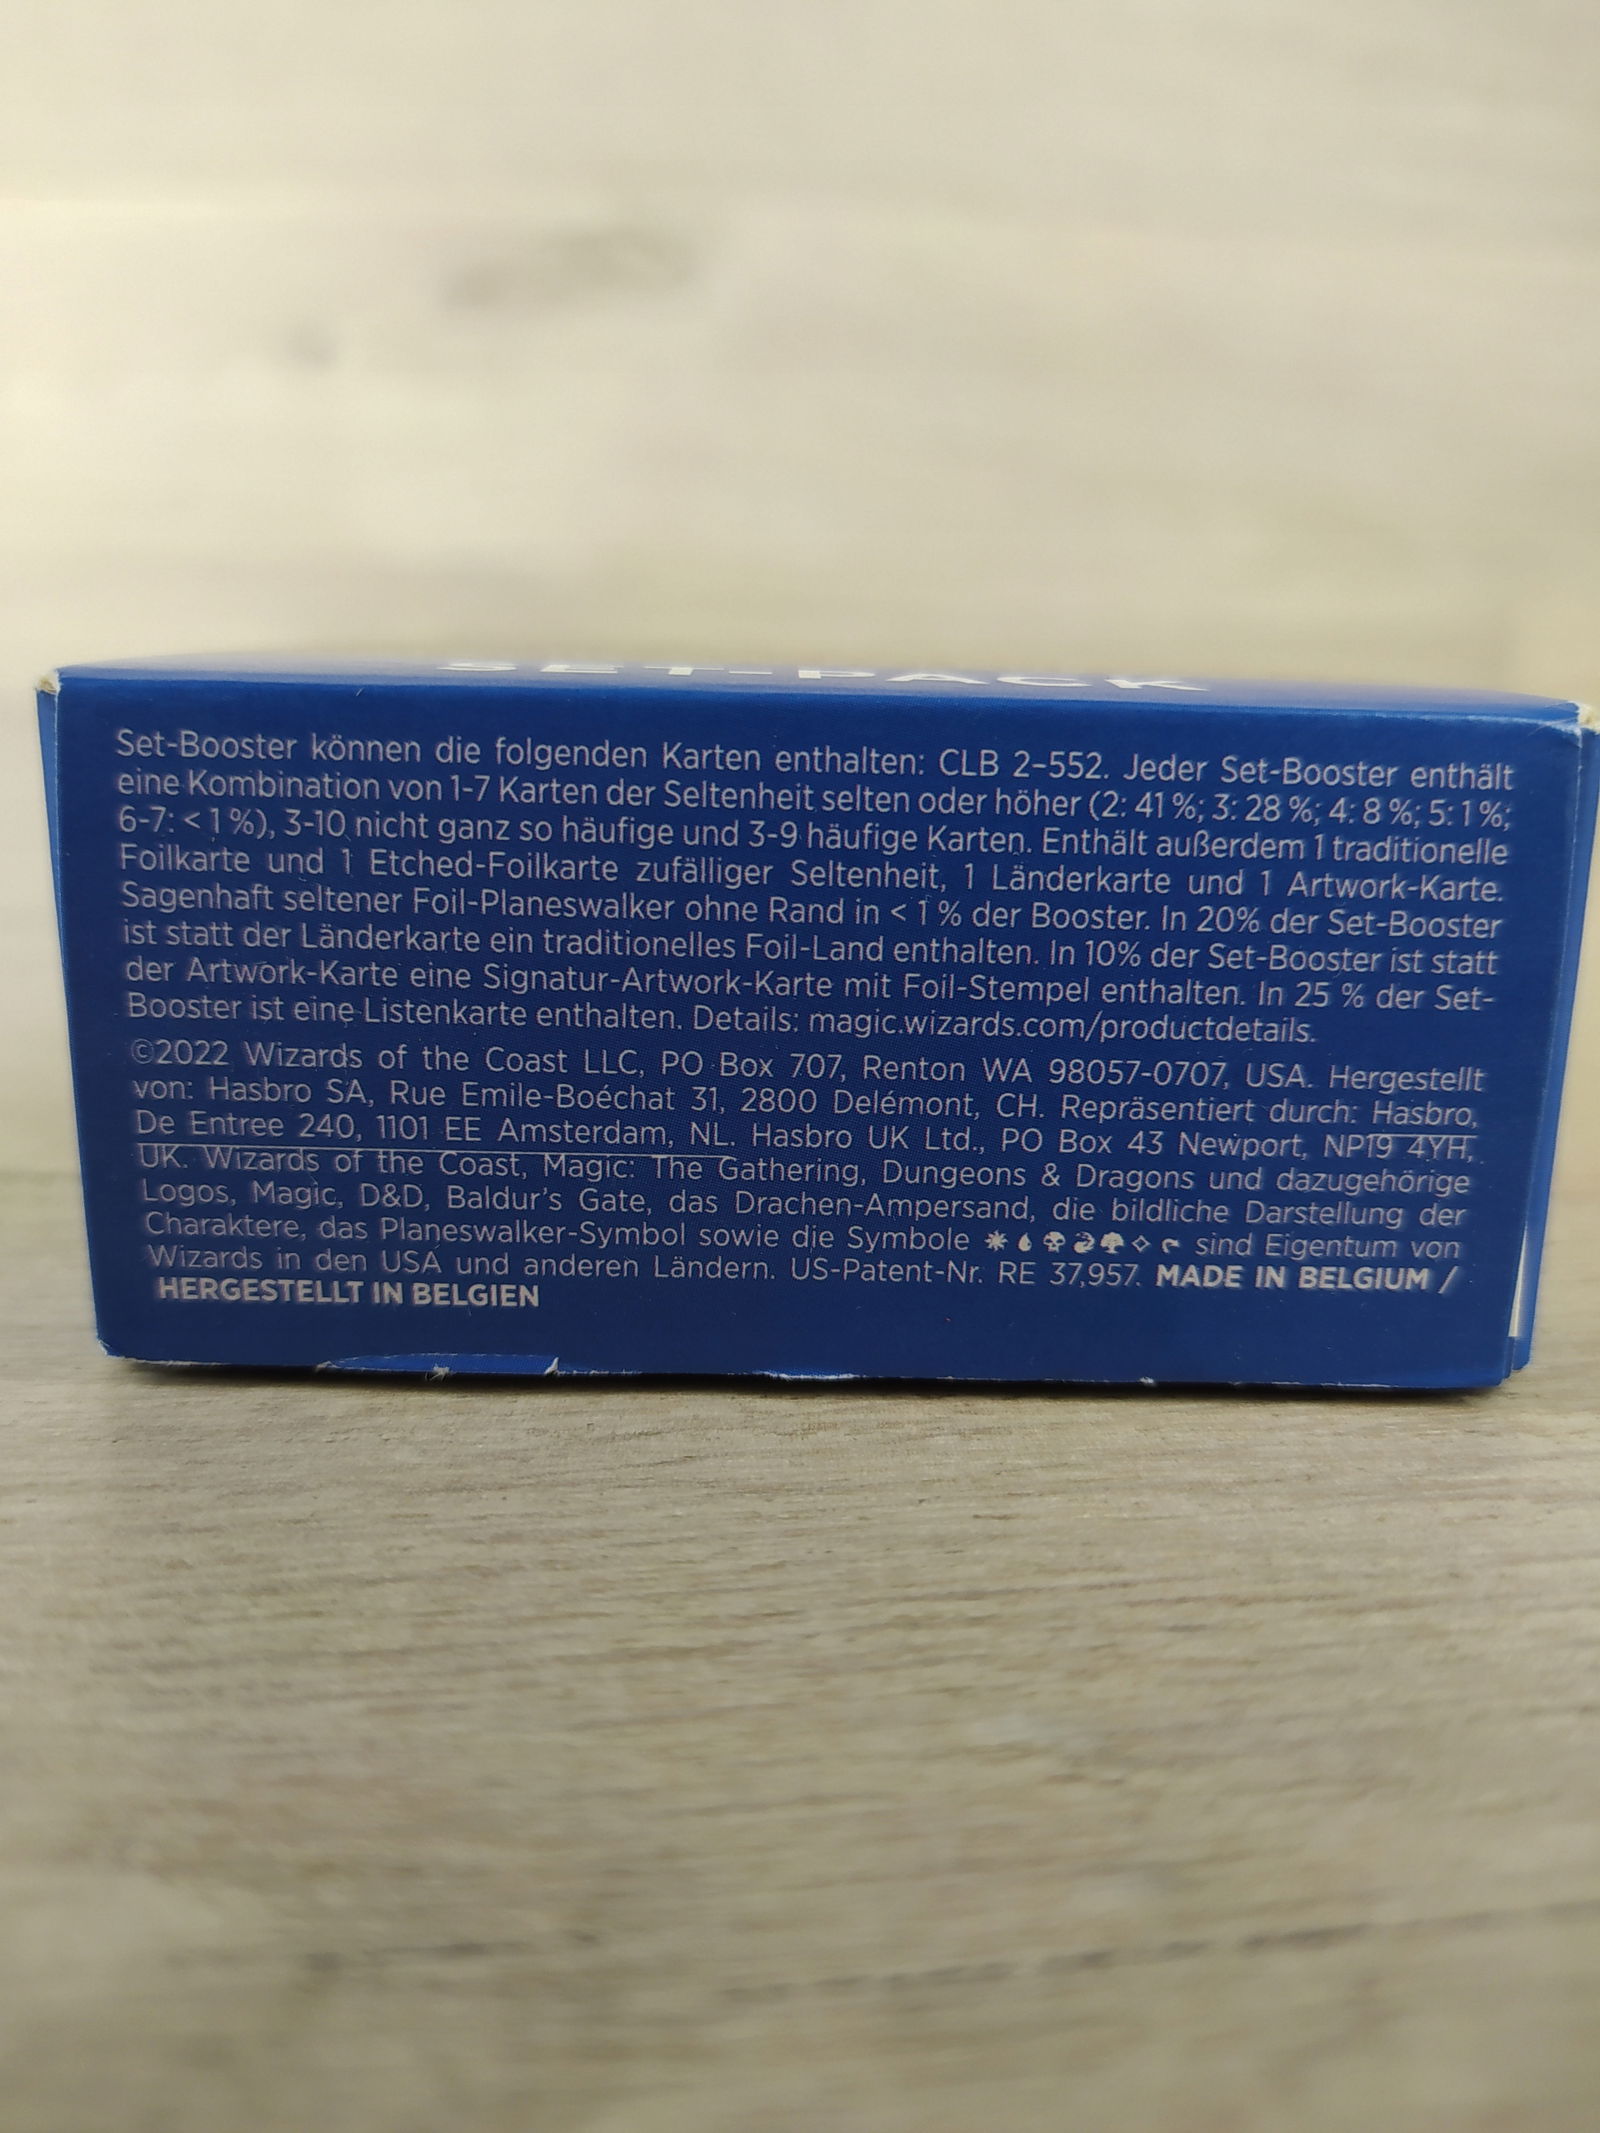 SET-PACK
Set-Booster können die folgenden Karten enthalten: CLB 2–552. Jeder Set-Booster enthält
eine Kombination von 1-7 Karten der Seltenheit selten oder höher (2: 41 %; 3: 28 %; 4: 8 %; 5: 1 %;
6-7: < 1 %), 3-10 nicht ganz so häufige und 3-9 häufige Karten. Enthält außerdem 1 traditionelle
Foilkarte und 1 Etched-Foilkarte zufälliger Seltenheit, 1 Länderkarte und 1 Artwork-Karte.
Sagenhaft seltener Foil-Planeswalker ohne Rand in < 1 % der Booster. In 20% der Set-Booster
ist statt der Länderkarte ein traditionelles Foil-Land enthalten. In 10% der Set-Booster ist statt
der Artwork-Karte eine Signatur-Artwork-Karte mit Foil-Stempel enthalten. In 25 % der Set-
Booster ist eine Listenkarte enthalten. Details: magic.wizards.com/productdetails.
©2022 Wizards of the Coast LLC, PO Box 707, Renton WA 98057-0707, USA. Hergestellt
von: Hasbro SA, Rue Emile-Boéchat 31, 2800 Delémont, CH. Repräsentiert durch: Hasbro,
De Entree 240, 1101 EE Amsterdam, NL. Hasbro UK Ltd., PO Box 43 Newport, NP19 4YH,
UK. Wizards of the Coast, Magic: The Gathering, Dungeons & Dragons und dazugehörige
Logos, Magic, D&D, Baldur's Gate, das Drachen-Ampersand, die bildliche Darstellung der
Charaktere, das Planeswalker-Symbol sowie die Symbole sind Eigentum von
Wizards in den USA und anderen Ländern. US-Patent-Nr. RE 37,957. MADE IN BELGIUM /
HERGESTELLT IN BELGIEN